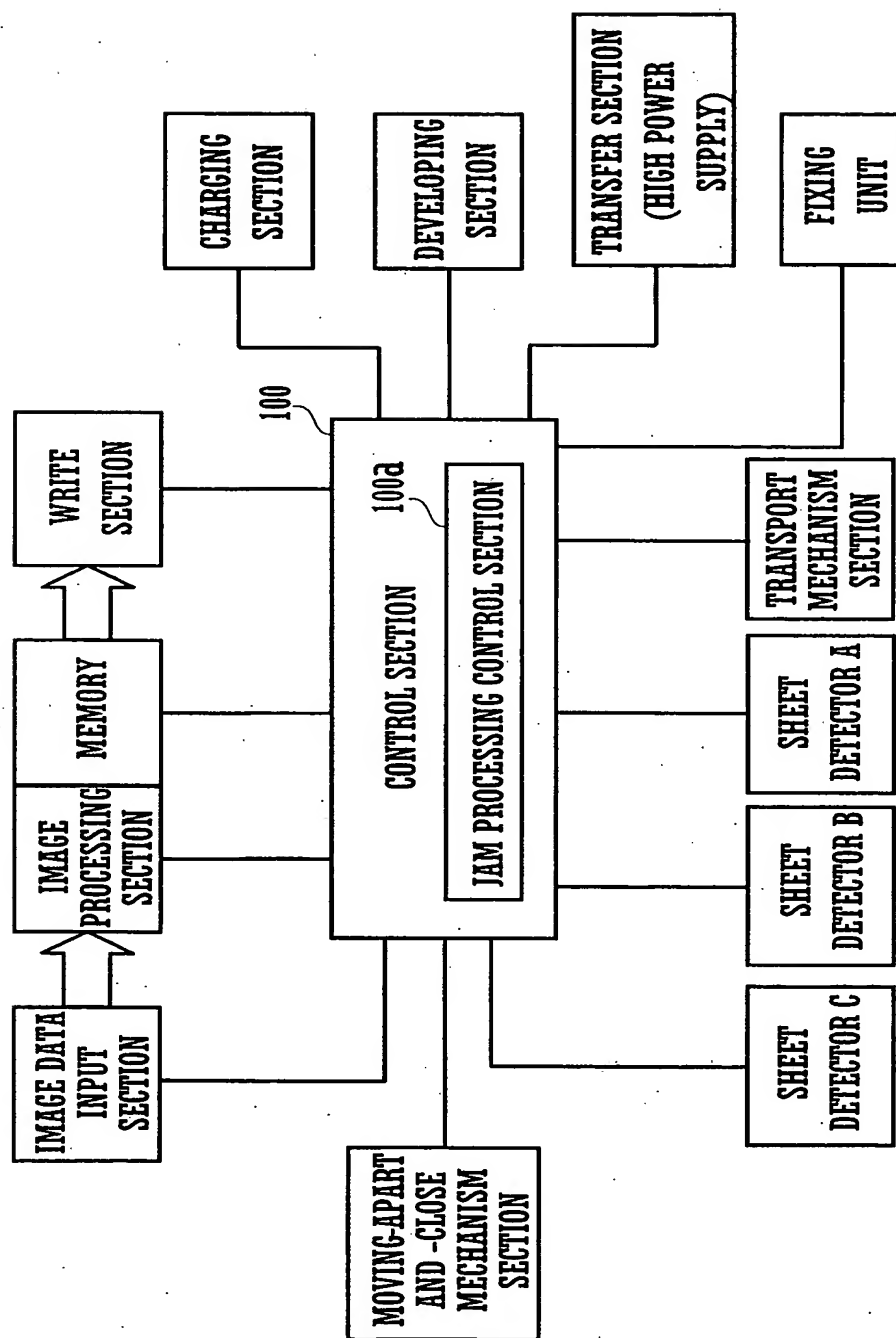 IMAGE DATA
INPUT
SECTION
IMAGE
PROCESSING
SECTION
MEMORY
WRITE
SECTION
MOVING-APART
AND -CLOSE
MECHANISM
SECTION
100
CONTROL SECTION
100a
JAM PROCESSING CONTROL SECTION
CHARGING
SECTION
DEVELOPING
SECTION
TRANSFER SECTION
(HIGH POWER
SUPPLY)
FIXING
UNIT
SHEET
DETECTOR C
SHEET
DETECTOR B
SHEET
DETECTOR A
TRANSPORT
MECHANISM
SECTION